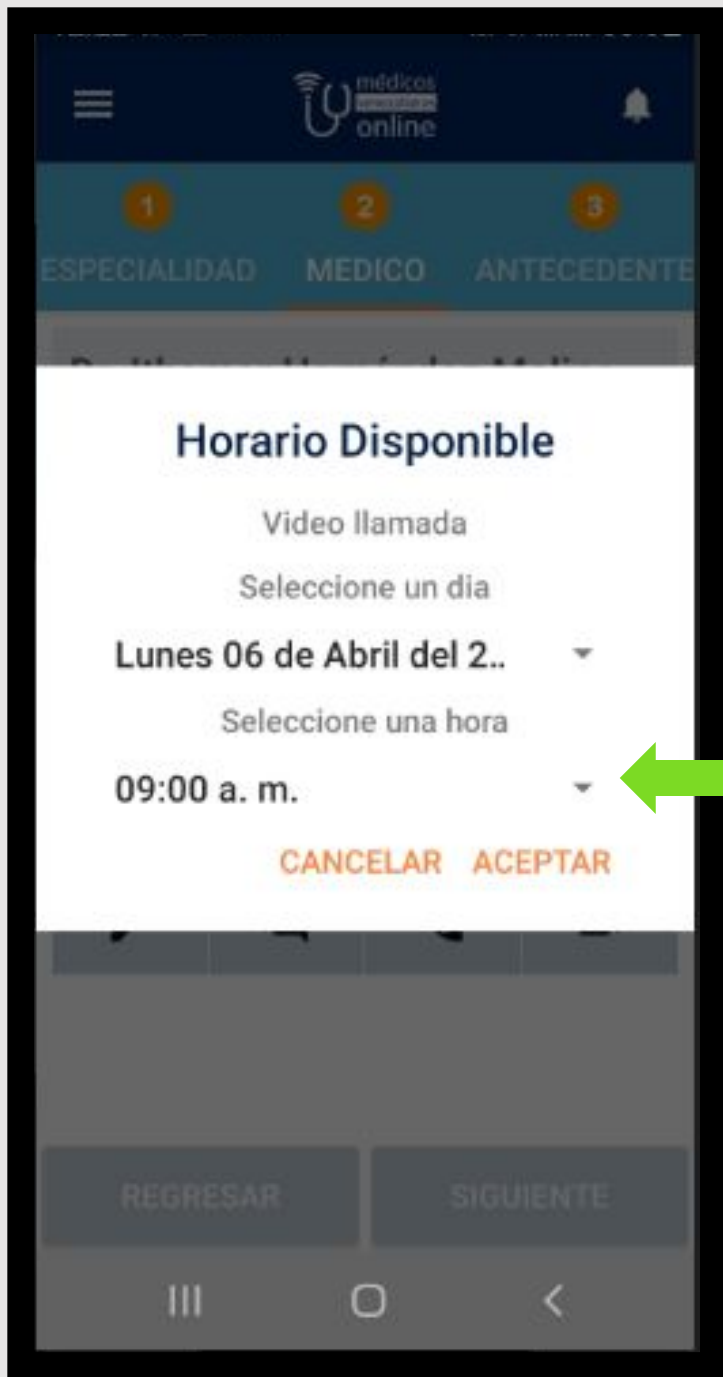 médicos
online
1
2
3
ESPECIALIDAD
MEDICO
ANTECEDENTE
Horario Disponible
Video llamada
Seleccione un dia
Lunes 06 de Abril del 2..
Seleccione una hora
09:00 a. m.
CANCELAR
ACEPTAR
REGRESAR
SIGUIENTE